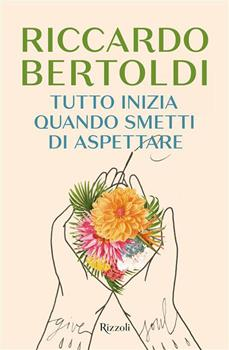 RICCARDO
BERTOLDI
TUTTO INIZIA
QUANDO SMETTI
DI ASPETTARE
give soul
Rizzoli